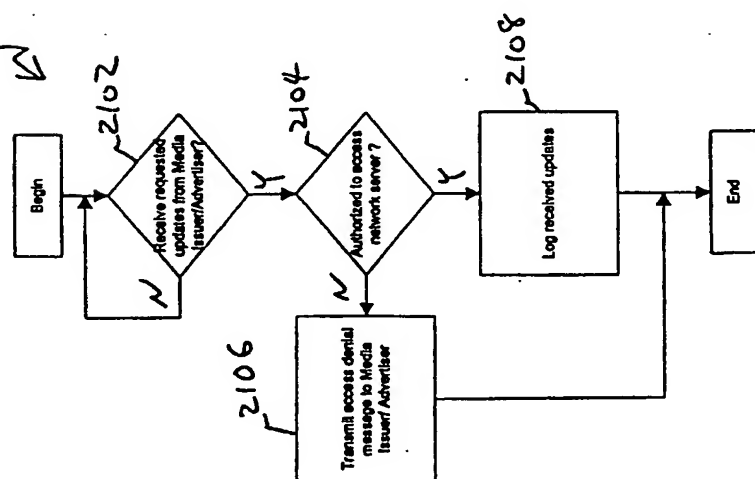 Begin
2102
Receive requested
updates from Media
Issuer/Advertiser?
N
Y
2104
Authorized to access
network server ?
N
Y
2106
Transmit access denial
message to Media
Issuer/ Advertiser
2108
Log received updates
End